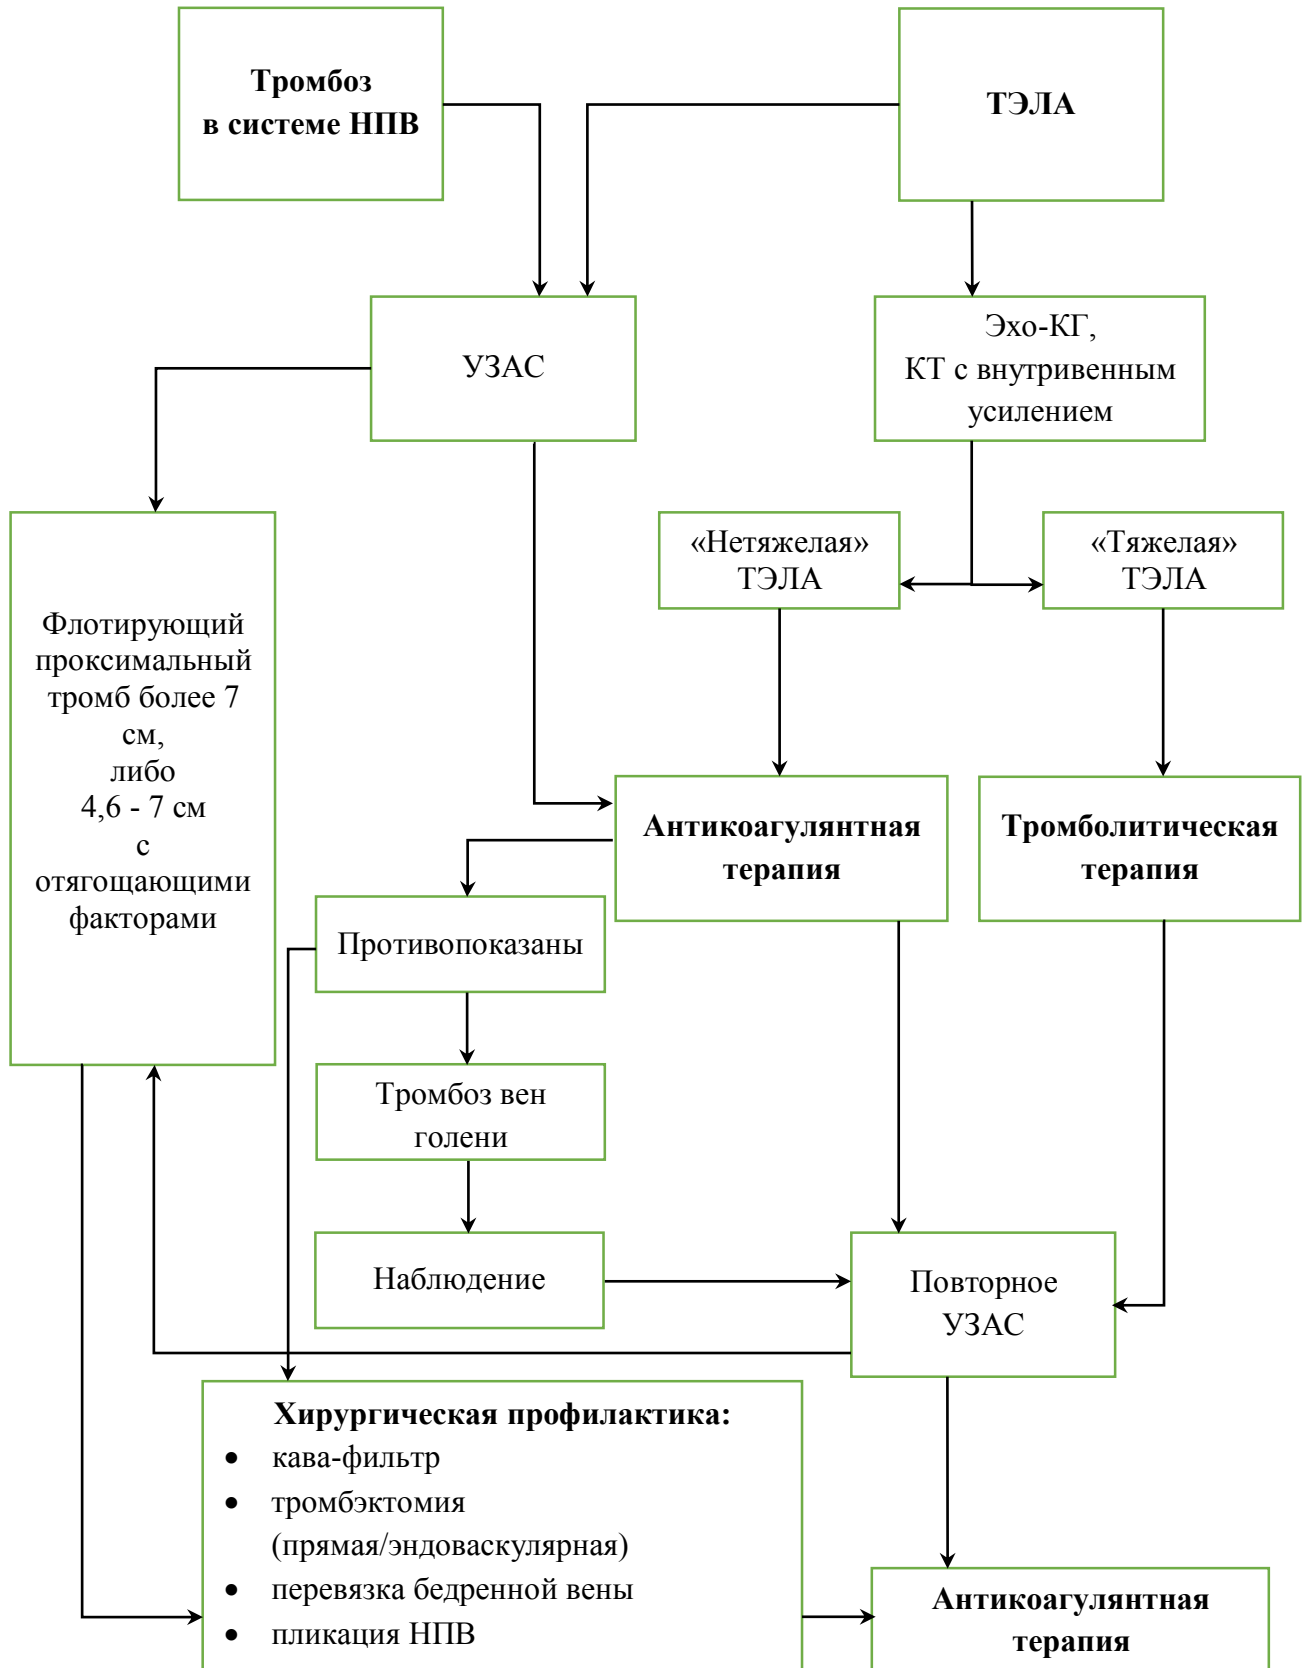 Тромбоз
в системе НПВ
ТЭЛА
УЗАС
Эхо-КГ,
КТ с внутривенным
усилением
«Нетяжелая»
ТЭЛА
«Тяжелая»
ТЭЛА
Флотирующий
проксимальный
тромб более 7
см,
либо
4,6 - 7 см
с
отягощающими
факторами
Антикоагулянтная
терапия
Тромболитическая
терапия
Противопоказаны
Тромбоз вен
голени
Наблюдение
Повторное
УЗАС
Хирургическая профилактика:
• кава-фильтр
• тромбэктомия
(прямая/эндоваскулярная)
• перевязка бедренной вены
• пликация НПВ
Антикоагулянтная
терапия